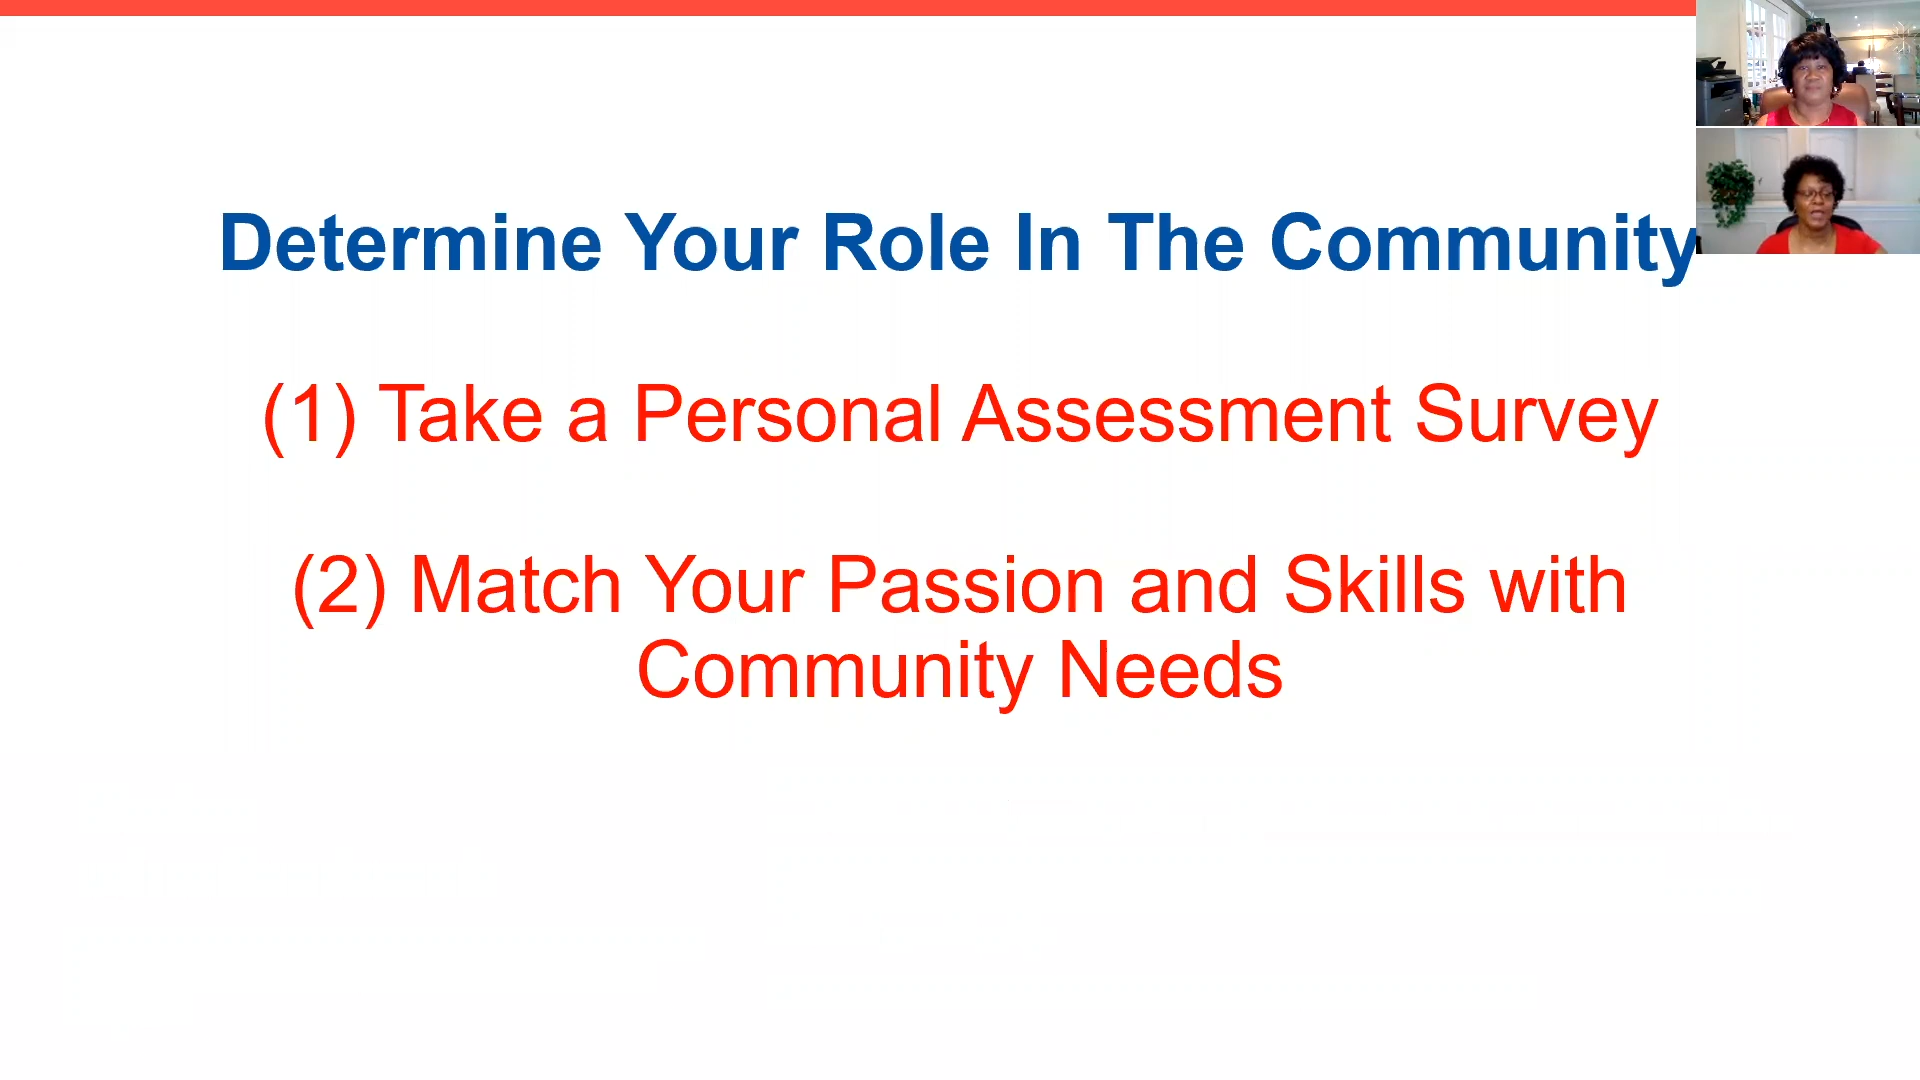 Determine Your Role In The Community
(1) Take a Personal Assessment Survey
(2) Match Your Passion and Skills with
Community Needs